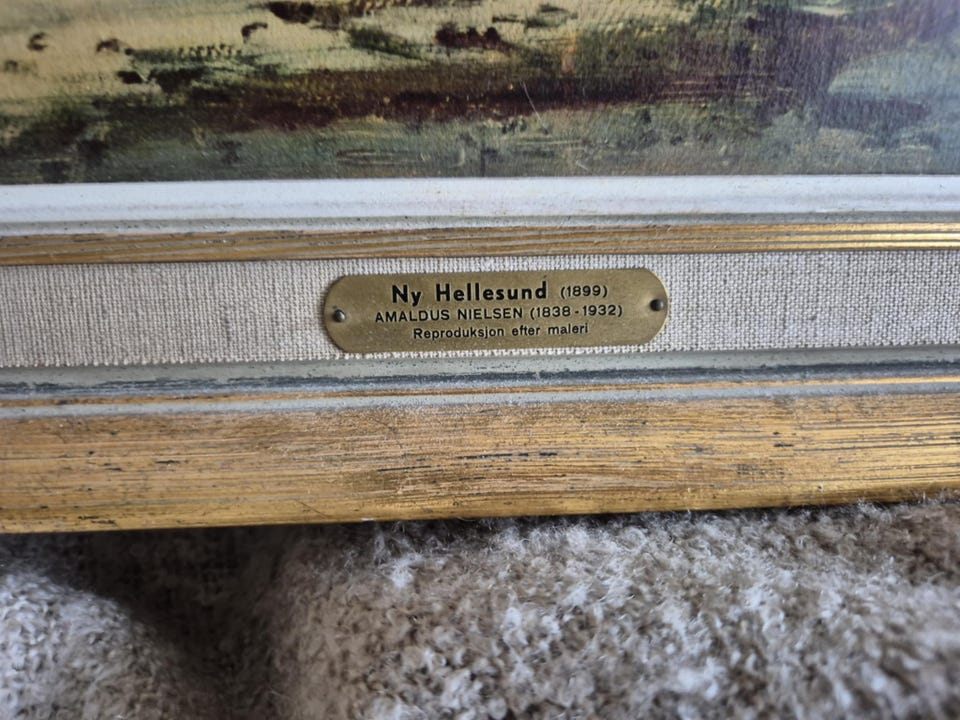 Ny Hellesund (1899)
AMALDUS NIELSEN (1838-1932)
Reproduksjon efter maleri